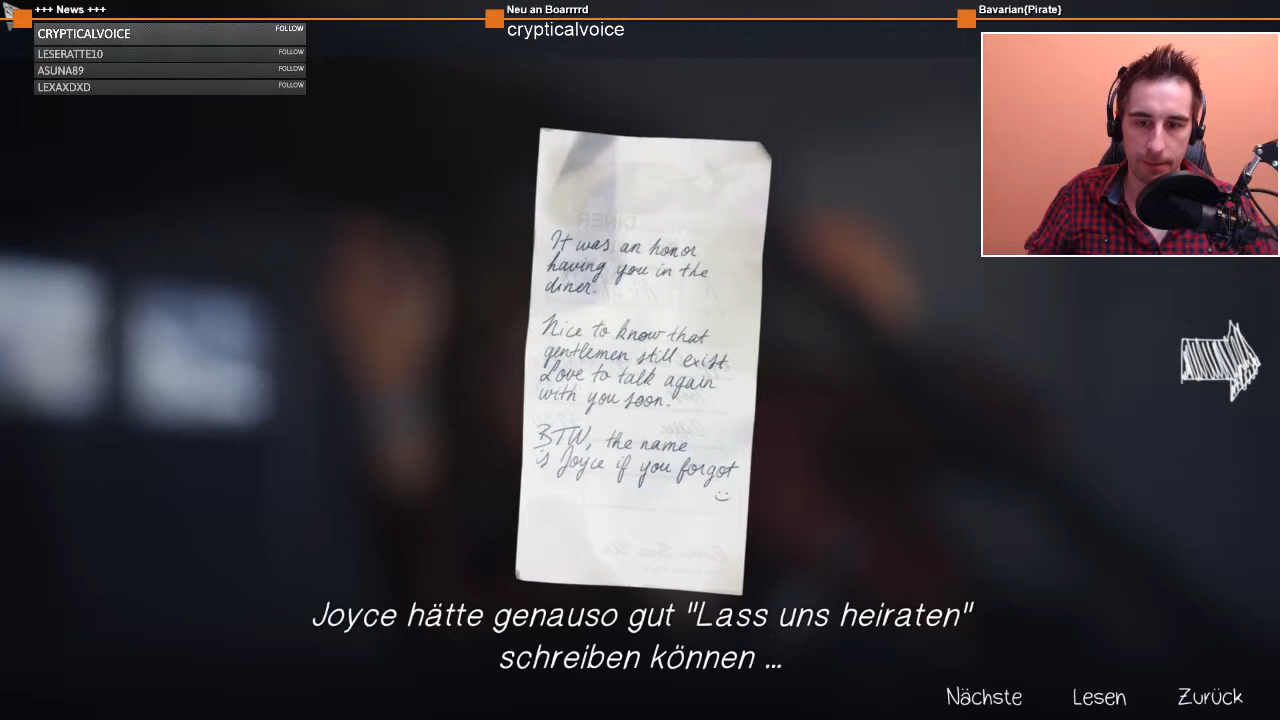 +++ News +++
Neu an Boarrrrd
Bavarian{Pirate}
CRYPTICALVOICE FOLLOW
LESERATTE10 FOLLOW
ASUNA89 FOLLOW
LEXAXDXD FOLLOW
crypticalvoice
DINER
It was an honor
having you in the
diner.
Nice to know that
gentlemen still exist.
Love to talk again
with you soon.
BTW, the name
is Joyce if you forgot
:)
Joyce hätte genauso gut "Lass uns heiraten"
schreiben können ...
Nächste Lesen Zurück